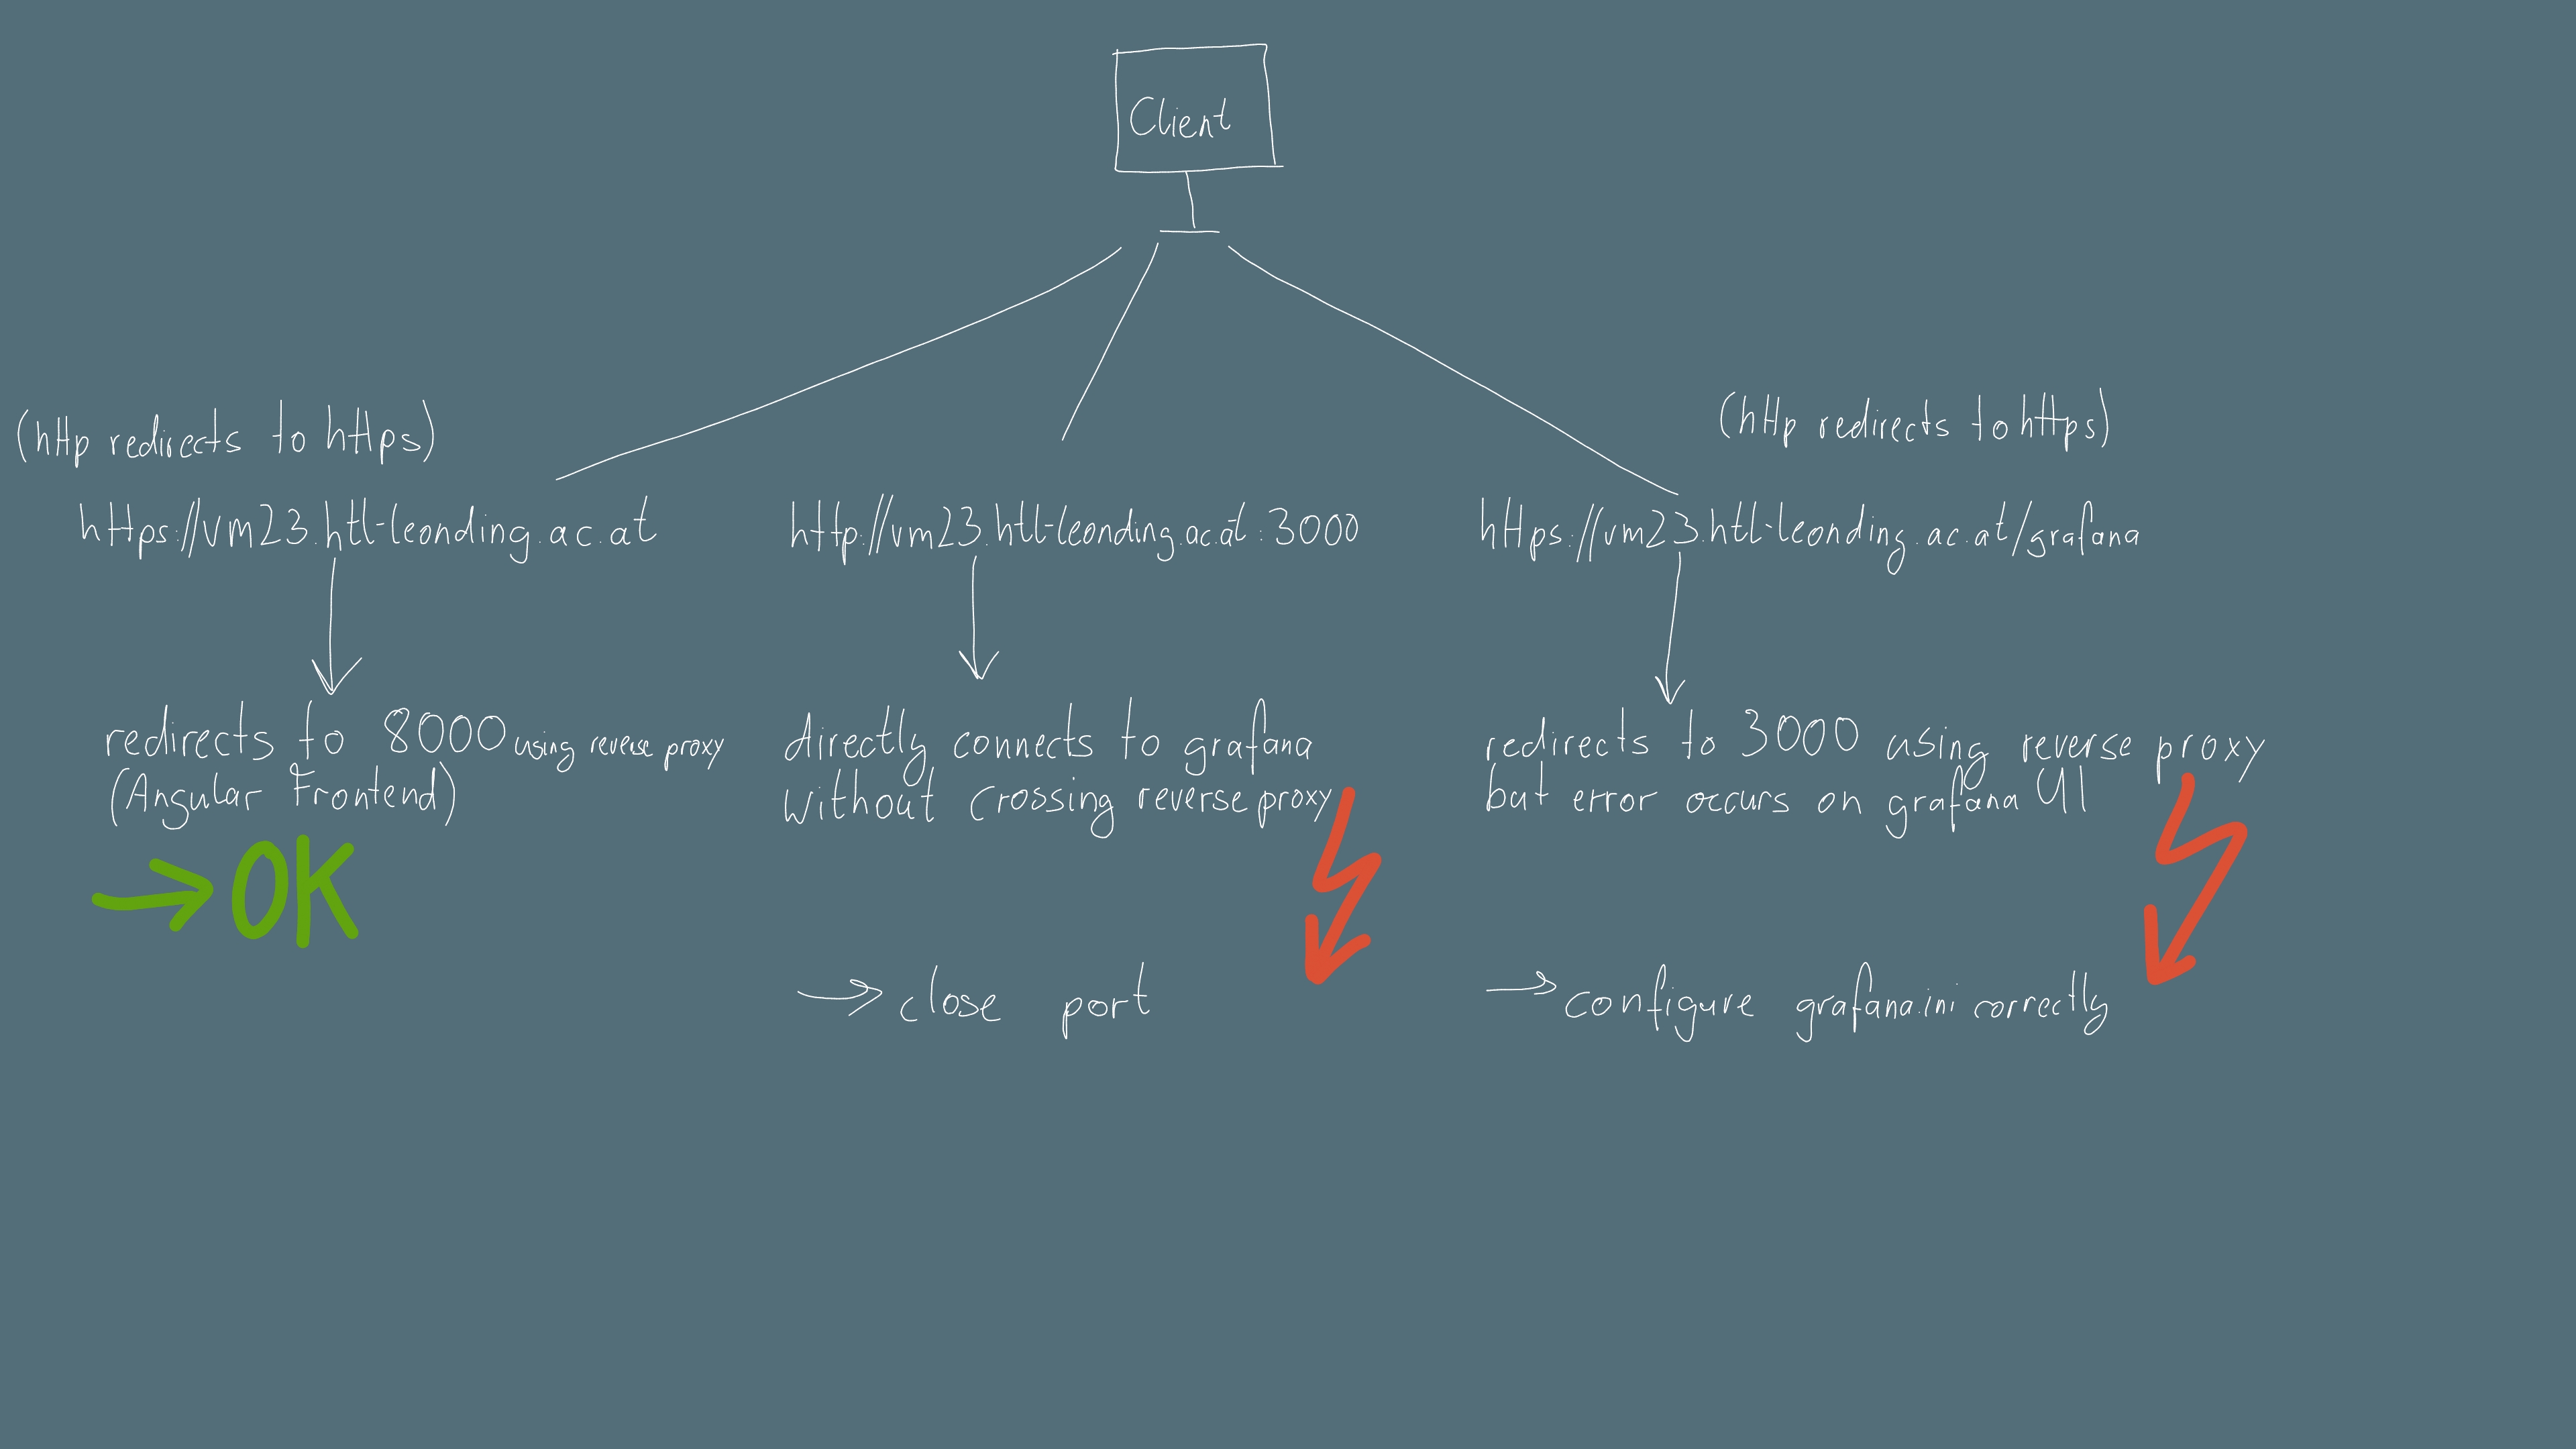 Client
(http redirects to https)
https://vm23.htl-leonding.ac.at
redirects to 8000 using reverse proxy
(Angular Frontend)
→ OK
http://vm23.htl-leonding.ac.at:3000
directly connects to grafana
without crossing reverse proxy
→ close port
(http redirects to https)
https://vm23.htl-leonding.ac.at/grafana
redirects to 3000 using reverse proxy
but error occurs on grafana UI
→ configure grafana.ini correctly